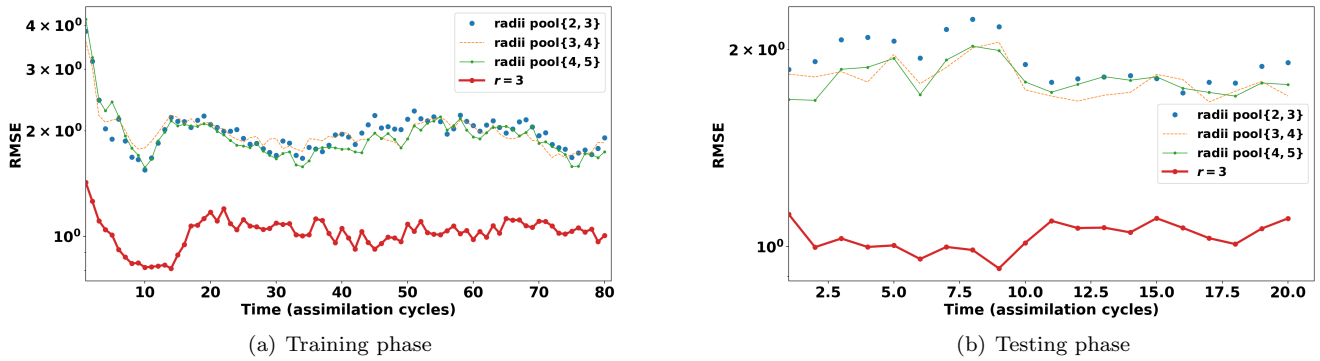 4 × 10⁰
3 × 10⁰
2 × 10⁰
10⁰
RMSE
radii pool{2, 3}
radii pool{3, 4}
radii pool{4, 5}
r = 3
10 20 30 40 50 60 70 80
Time (assimilation cycles)
(a) Training phase
2 × 10⁰
10⁰
RMSE
radii pool{2, 3}
radii pool{3, 4}
radii pool{4, 5}
r = 3
2.5 5.0 7.5 10.0 12.5 15.0 17.5 20.0
Time (assimilation cycles)
(b) Testing phase